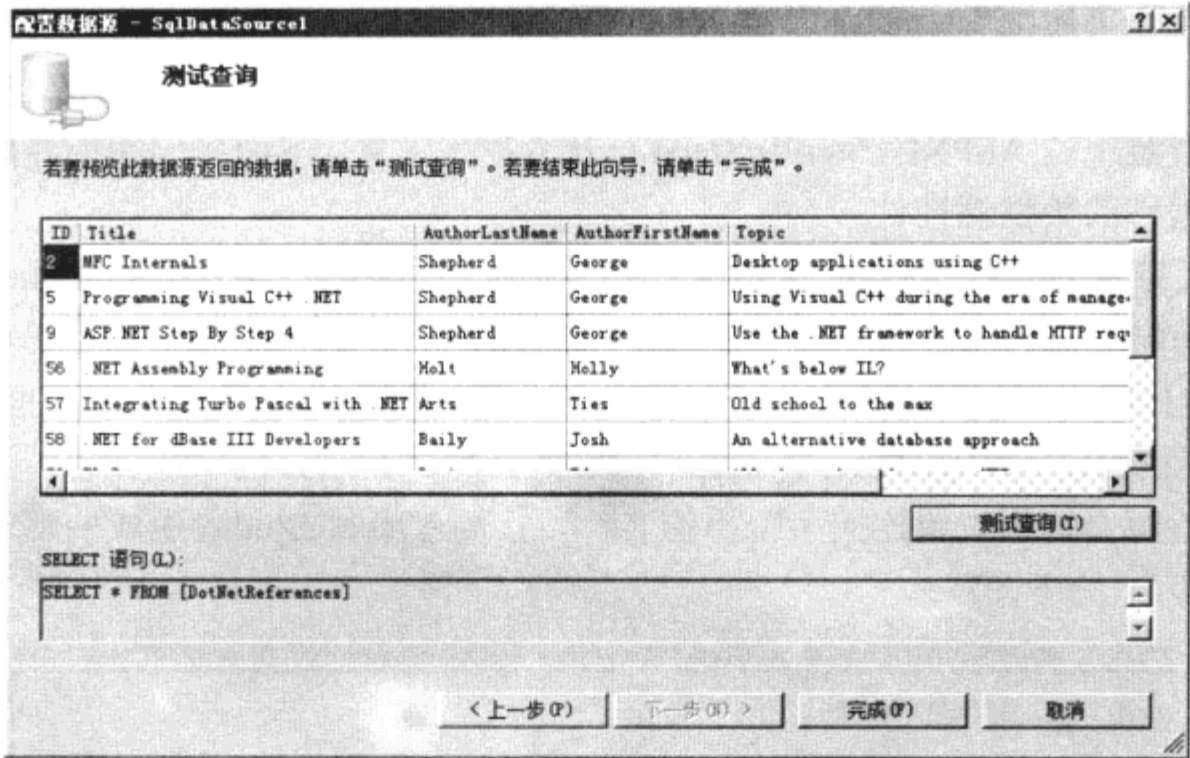 配置数据源 - SqlDataSource1
测试查询
若要预览此数据源返回的数据，请单击“测试查询”。若要结束此向导，请单击“完成”。
ID Title AuthorLastName AuthorFirstName Topic
2 MFC Internals Shepherd George Desktop applications using C++
5 Programming Visual C++ .NET Shepherd George Using Visual C++ during the era of manage
9 ASP.NET Step By Step 4 Shepherd George Use the .NET framework to handle HTTP requ
56 .NET Assembly Programming Holt Holly What's below IL?
57 Integrating Turbo Pascal with .NET Arts Ties Old school to the max
58 .NET for dBase III Developers Baily Josh An alternative database approach
测试查询(T)
SELECT 语句(L):
SELECT * FROM [DotNetReferences]
< 上一步(P) 下一步(N) > 完成(F) 取消